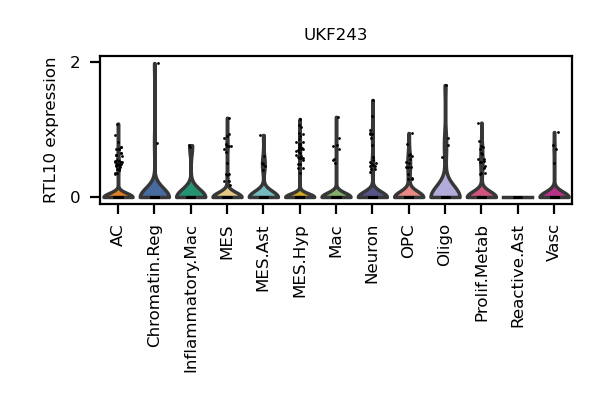 UKF243
RTL10 expression
2
0
AC
Chromatin.Reg
Inflammatory.Mac
MES
MES.Ast
MES.Hyp
Mac
Neuron
OPC
Oligo
Prolif.Metab
Reactive.Ast
Vasc